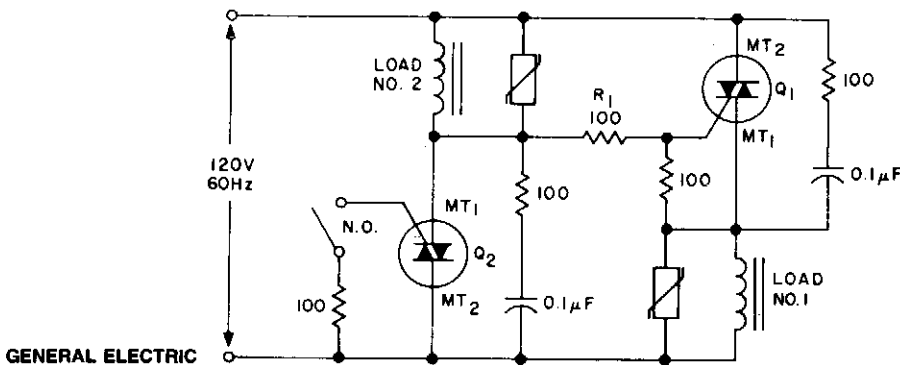 120V
60Hz
LOAD
NO. 2
N.O.
100
MT1
Q2
MT2
100
0.1µF
R1
100
100
MT2
Q1
MT1
100
0.1µF
LOAD
NO.1
GENERAL ELECTRIC